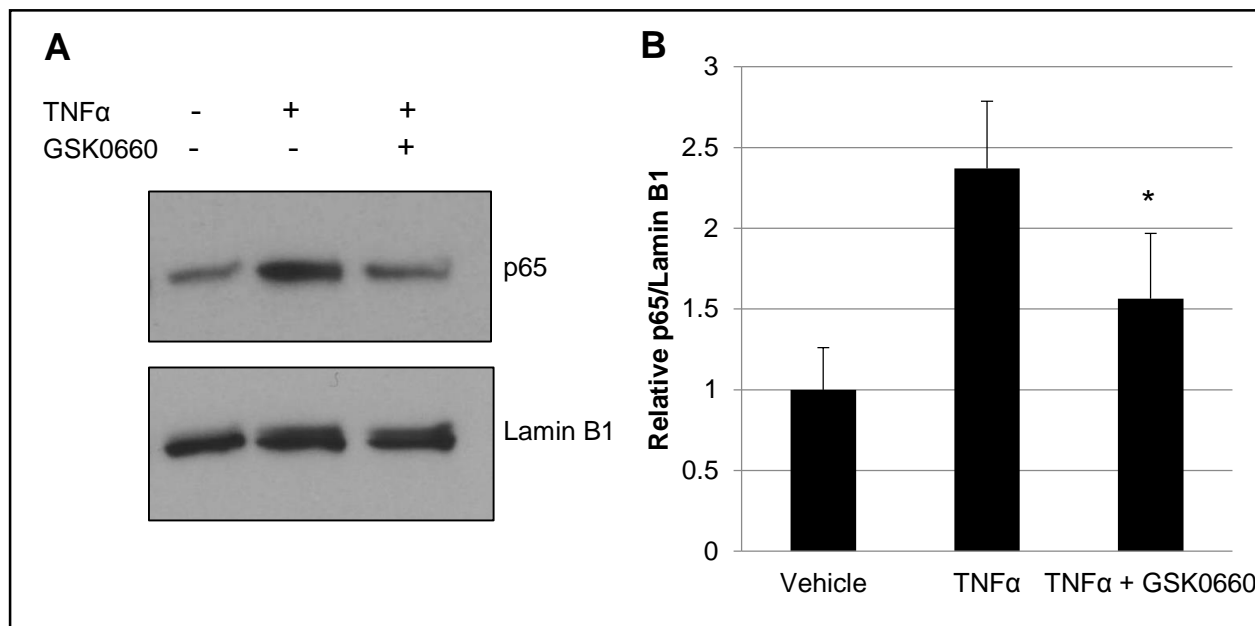 A
TNFα - + +
GSK0660 - - +
p65
Lamin B1
B
Relative p65/Lamin B1
3
2.5
2
1.5
1
0.5
0
*
Vehicle TNFα TNFα + GSK0660